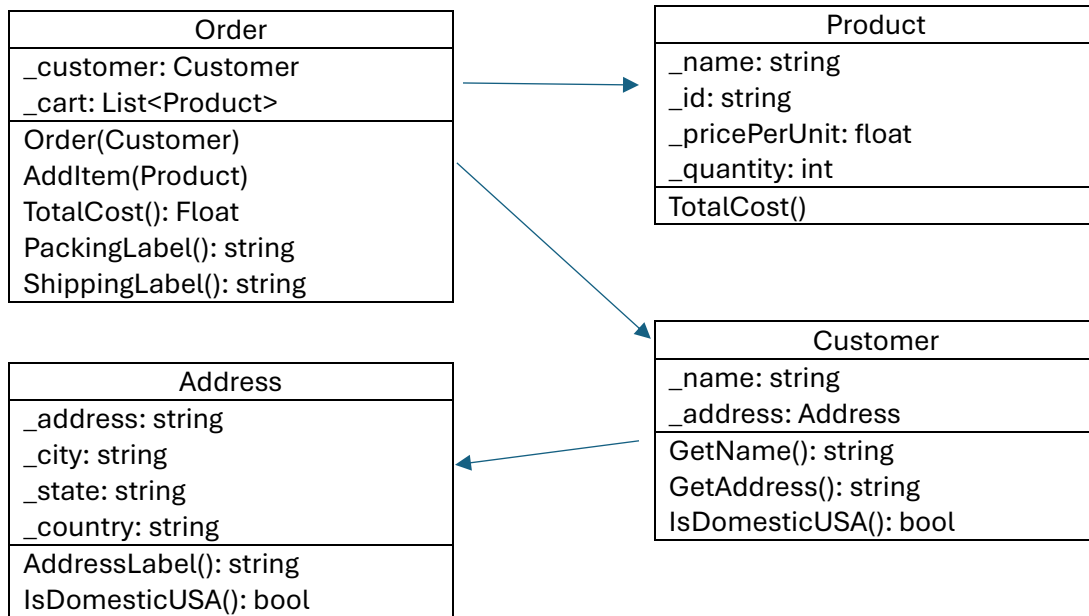 Order
_customer: Customer
_cart: List<Product>
Order(Customer)
AddItem(Product)
TotalCost(): Float
PackingLabel(): string
ShippingLabel(): string
Product
_name: string
_id: string
_pricePerUnit: float
_quantity: int
TotalCost()
Address
_address: string
_city: string
_state: string
_country: string
AddressLabel(): string
IsDomesticUSA(): bool
Customer
_name: string
_address: Address
GetName(): string
GetAddress(): string
IsDomesticUSA(): bool